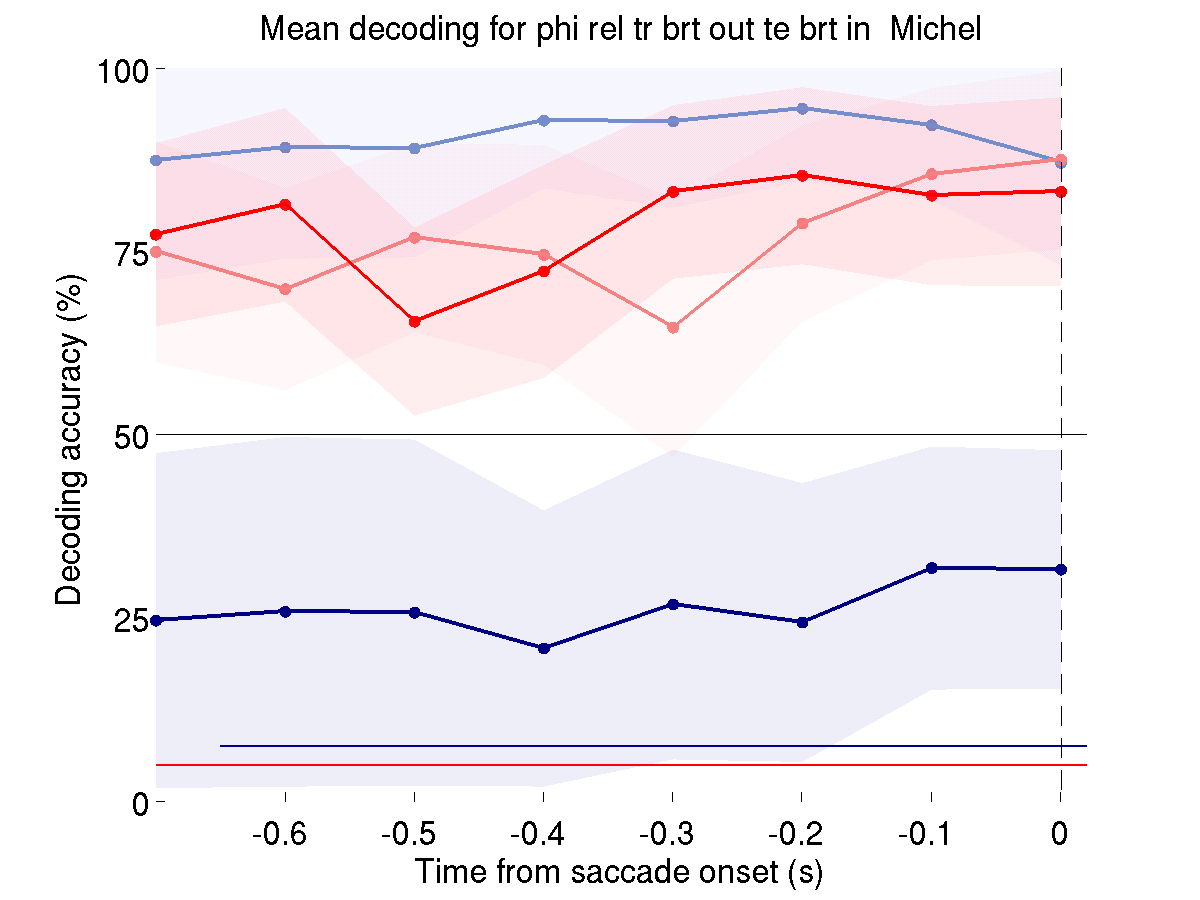 Mean decoding for phi rel tr brt out te brt in  Michel
100
75
50
25
0
Decoding accuracy (%)
-0.6 -0.5 -0.4 -0.3 -0.2 -0.1 0
Time from saccade onset (s)